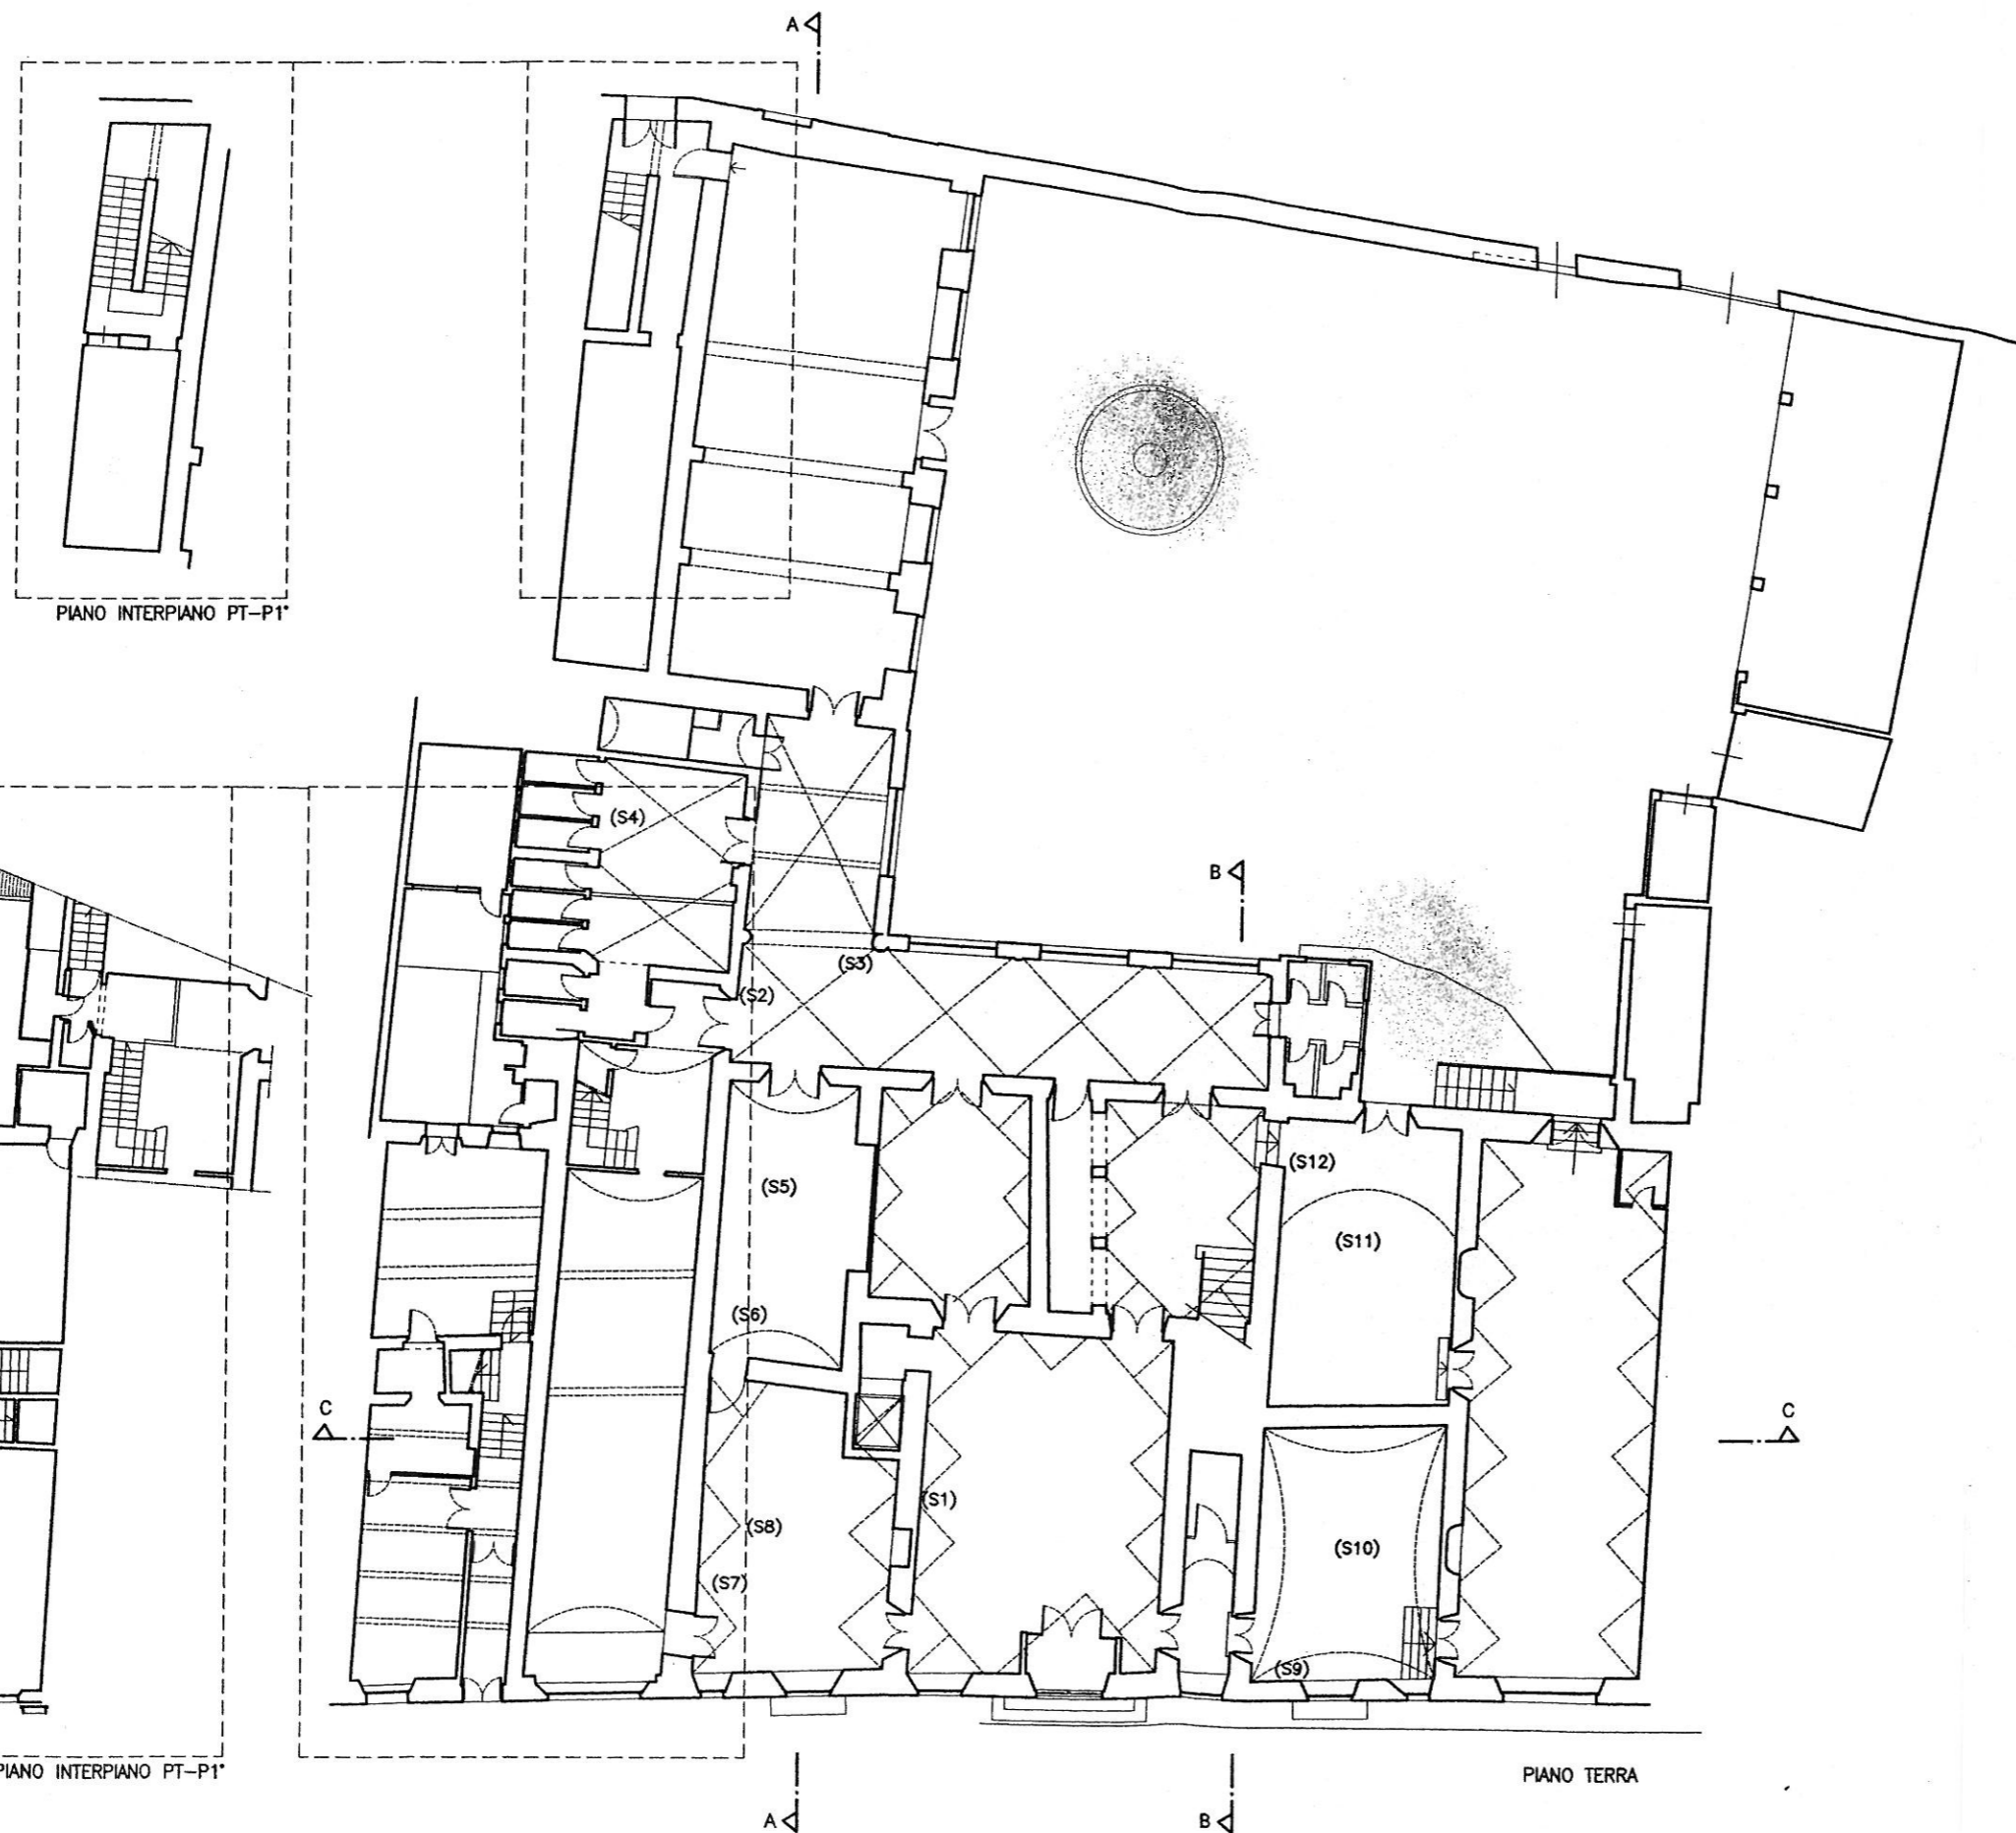 A
PIANO INTERPIANO PT-P1°
(S4)
B
(S3)
(S2)
(S12)
(S5)
(S11)
(S6)
C
C
(S1)
(S8)
(S10)
(S7)
(S9)
PIANO INTERPIANO PT-P1°
PIANO TERRA
A
B